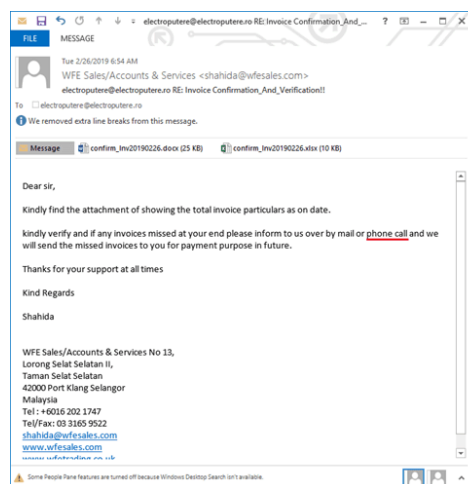 electroputere@electroputere.ro RE: Invoice Confirmation_And_...
FILE
MESSAGE
Tue 2/26/2019 6:54 AM
WFE Sales/Accounts & Services <shahida@wfesales.com>
electroputere@electroputere.ro RE: Invoice Confirmation_And_Verification!!
To electroputere@electroputere.ro
We removed extra line breaks from this message.
Message
confirm_Inv20190226.docx (25 KB)
confirm_Inv20190226.xlsx (10 KB)
Dear sir,
Kindly find the attachment of showing the total invoice particulars as on date.
kindly verify and if any invoices missed at your end please inform to us over by mail or phone call and we
will send the missed invoices to you for payment purpose in future.
Thanks for your support at all times
Kind Regards
Shahida
WFE Sales/Accounts & Services No 13,
Lorong Selat Selatan II,
Taman Selat Selatan
42000 Port Klang Selangor
Malaysia
Tel : +6016 202 1747
Tel/Fax: 03 3165 9522
shahida@wfesales.com
www.wfesales.com
www.wfetrading.co.uk
Some People Pane features are turned off because Windows Desktop Search isn't available.